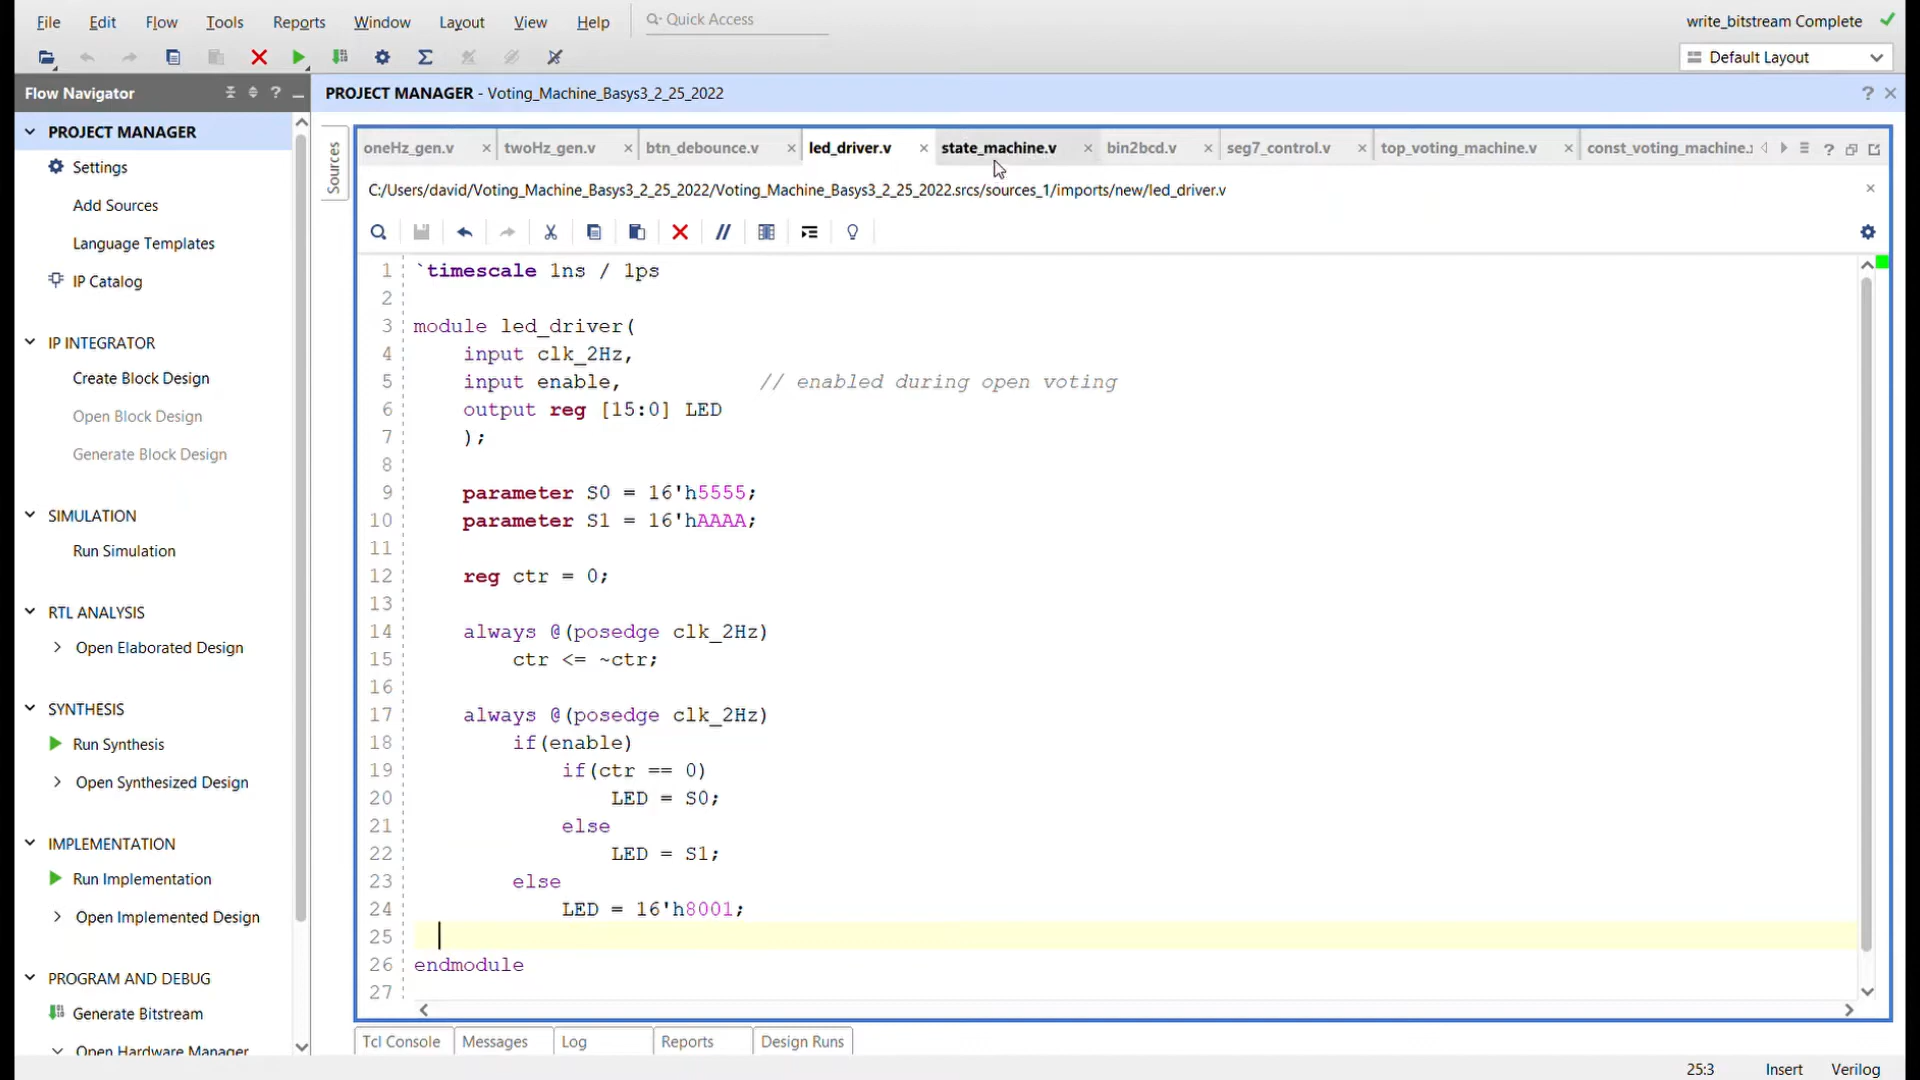 File Edit Flow Tools Reports Window Layout View Help Quick Access write_bitstream Complete
Default Layout
Flow Navigator ? PROJECT MANAGER - Voting_Machine_Basys3_2_25_2022 ?
PROJECT MANAGER
Settings
Add Sources
Language Templates
IP Catalog
IP INTEGRATOR
Create Block Design
Open Block Design
Generate Block Design
SIMULATION
Run Simulation
RTL ANALYSIS
Open Elaborated Design
SYNTHESIS
Run Synthesis
Open Synthesized Design
IMPLEMENTATION
Run Implementation
Open Implemented Design
PROGRAM AND DEBUG
Generate Bitstream
Open Hardware Manager
Sources
oneHz_gen.v twoHz_gen.v btn_debounce.v led_driver.v state_machine.v bin2bcd.v seg7_control.v top_voting_machine.v const_voting_machine.: ?
C:/Users/david/Voting_Machine_Basys3_2_25_2022/Voting_Machine_Basys3_2_25_2022.srcs/sources_1/imports/new/led_driver.v
1 `timescale 1ns / 1ps
2
3 module led_driver(
4 input clk_2Hz,
5 input enable, // enabled during open voting
6 output reg [15:0] LED
7 );
8
9 parameter S0 = 16'h5555;
10 parameter S1 = 16'hAAAA;
11
12 reg ctr = 0;
13
14 always @(posedge clk_2Hz)
15 ctr <= ~ctr;
16
17 always @(posedge clk_2Hz)
18 if(enable)
19 if(ctr == 0)
20 LED = S0;
21 else
22 LED = S1;
23 else
24 LED = 16'h8001;
25
26 endmodule
27
Tcl Console Messages Log Reports Design Runs
25:3 Insert Verilog